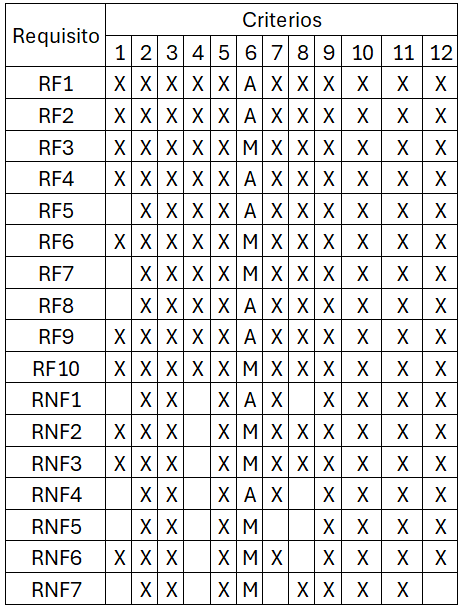 Requisito Criterios
1 2 3 4 5 6 7 8 9 10 11 12
RF1 X X X X X A X X X X X X
RF2 X X X X X A X X X X X X
RF3 X X X X X M X X X X X X
RF4 X X X X X A X X X X X X
RF5 X X X X A X X X X X X
RF6 X X X X X M X X X X X X
RF7 X X X X M X X X X X X
RF8 X X X X A X X X X X X
RF9 X X X X X A X X X X X X
RF10 X X X X X M X X X X X X
RNF1 X X X A X X X X X
RNF2 X X X X M X X X X X X
RNF3 X X X X M X X X X X X
RNF4 X X X A X X X X X
RNF5 X X X M X X X X
RNF6 X X X X M X X X X X
RNF7 X X X M X X X X